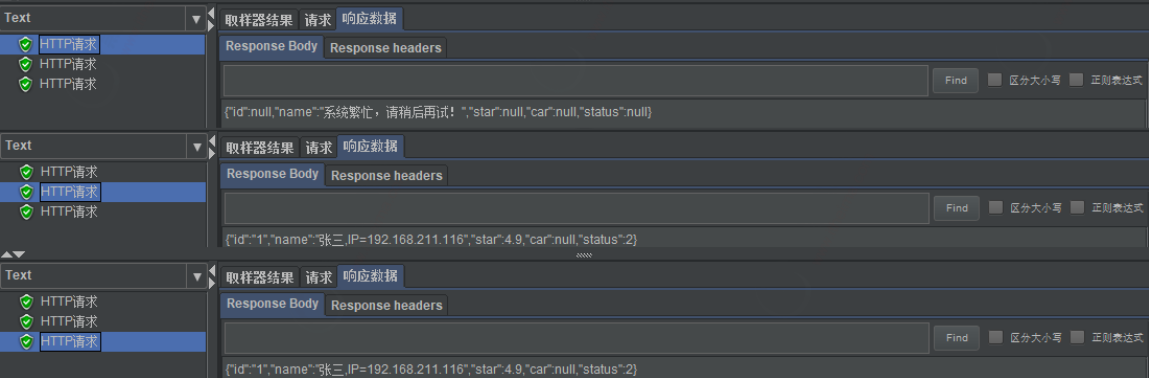 Text
取样器结果 请求 响应数据
HTTP请求
Response Body Response headers
HTTP请求
HTTP请求
Find 区分大小写 正则表达式
{"id":null,"name":"系统繁忙，请稍后再试！","star":null,"car":null,"status":null}
Text
取样器结果 请求 响应数据
HTTP请求
Response Body Response headers
HTTP请求
HTTP请求
Find 区分大小写 正则表达式
{"id":"1","name":"张三,IP=192.168.211.116","star":4.9,"car":null,"status":2}
Text
取样器结果 请求 响应数据
HTTP请求
Response Body Response headers
HTTP请求
HTTP请求
Find 区分大小写 正则表达式
{"id":"1","name":"张三,IP=192.168.211.116","star":4.9,"car":null,"status":2}